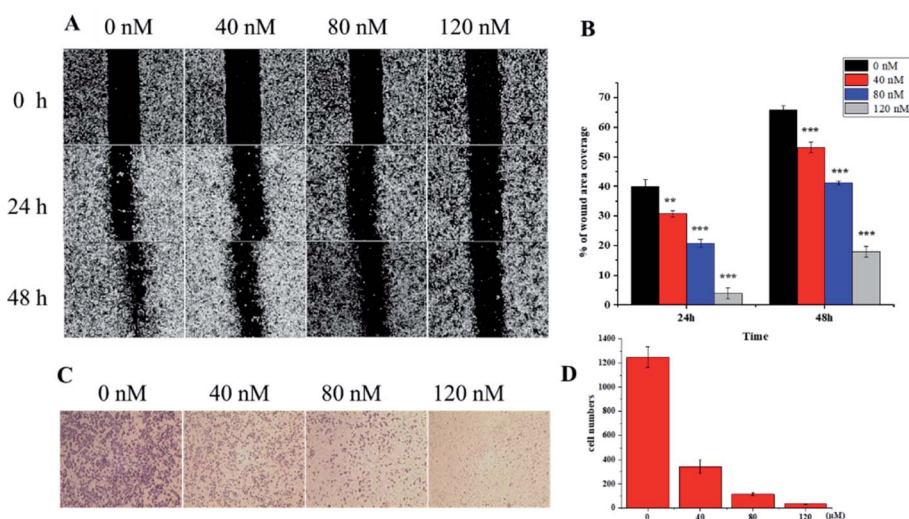 A
0 nM 40 nM 80 nM 120 nM
0 h
24 h
48 h
B
0 nM
40 nM
80 nM
120 nM
% of wound area coverage
70
60
50
40
30
20
10
0
** *** ***
*** *** ***
24h 48h
Time
C
0 nM 40 nM 80 nM 120 nM
D
cell numbers
1400
1200
1000
800
600
400
200
0
0 40 80 120 (μM)